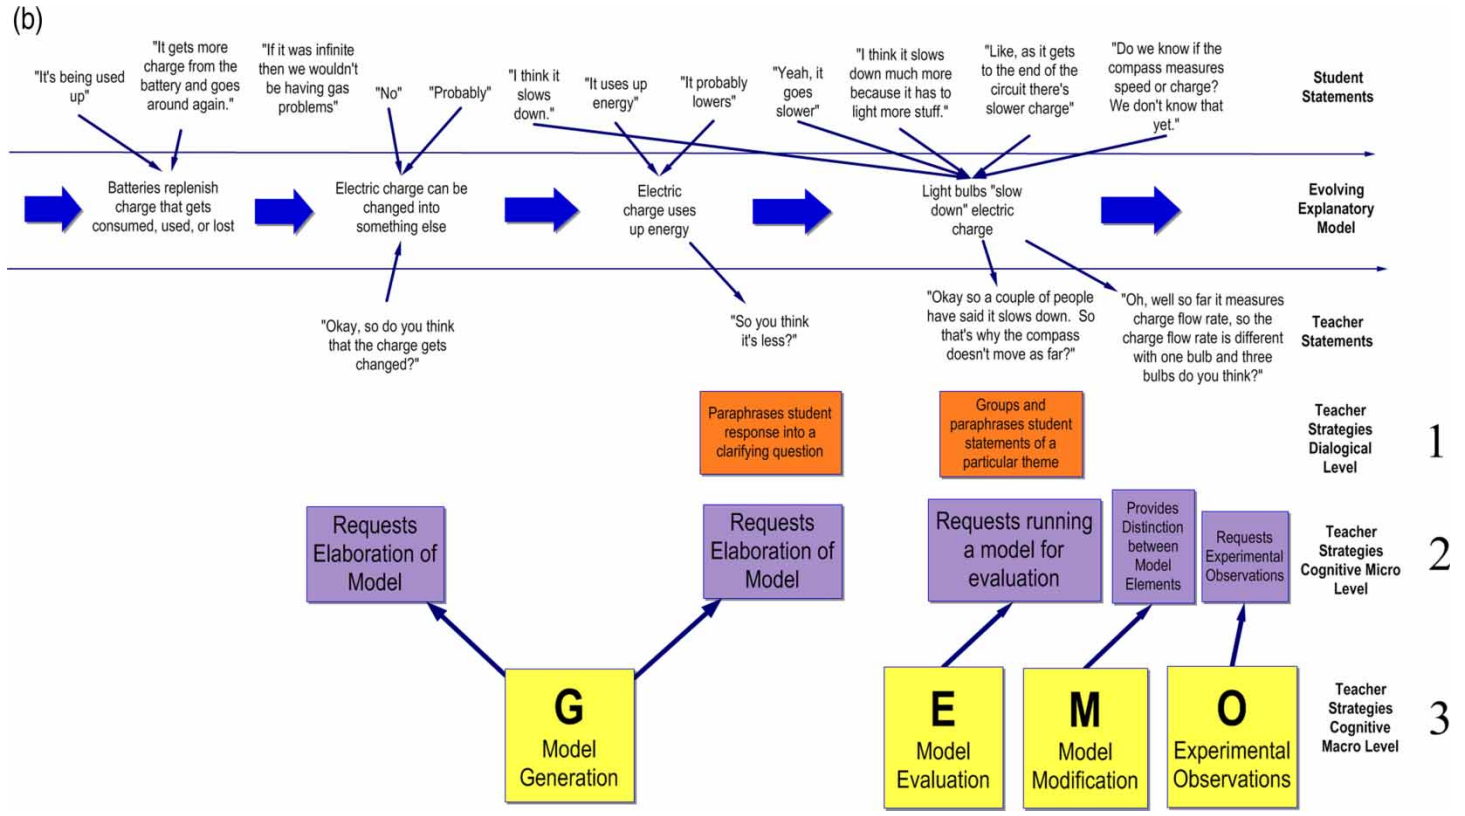 (b)
"It's being used
up"
"It gets more
charge from the
battery and goes
around again."
"If it was infinite
then we wouldn't
be having gas
problems"
"No"
"Probably"
"I think it
slows
down."
"It uses up
energy"
"It probably
lowers"
"Yeah, it
goes
slower"
"I think it slows
down much more
because it has to
light more stuff."
"Like, as it gets
to the end of the
circuit there's
slower charge"
"Do we know if the
compass measures
speed or charge?
We don't know that
yet."
Student
Statements
Batteries replenish
charge that gets
consumed, used, or lost
Electric charge can be
changed into
something else
Electric
charge uses
up energy
Light bulbs "slow
down" electric
charge
Evolving
Explanatory
Model
"Okay, so do you think
that the charge gets
changed?"
"So you think
it's less?"
"Okay so a couple of people
have said it slows down. So
that's why the compass
doesn't move as far?"
"Oh, well so far it measures
charge flow rate, so the
charge flow rate is different
with one bulb and three
bulbs do you think?"
Teacher
Statements
Paraphrases student
response into a
clarifying question
Groups and
paraphrases student
statements of a
particular theme
Teacher
Strategies
Dialogical
Level
1
Requests
Elaboration of
Model
Requests
Elaboration of
Model
Requests running
a model for
evaluation
Provides
Distinction
between
Model
Elements
Requests
Experimental
Observations
Teacher
Strategies
Cognitive Micro
Level
2
G
Model
Generation
E
Model
Evaluation
M
Model
Modification
O
Experimental
Observations
Teacher
Strategies
Cognitive
Macro Level
3